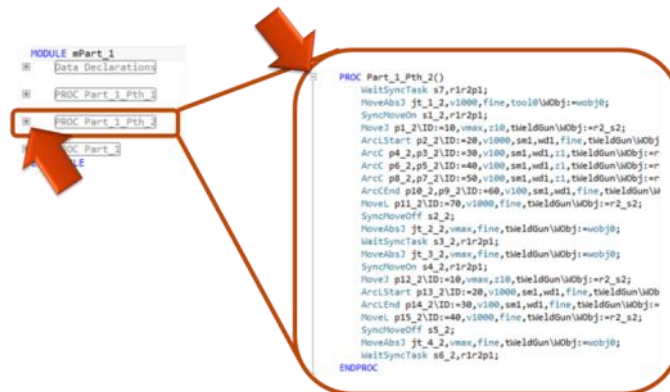 MODULE mPart_1
Data Declarations
PROC Part_1_Pth_1
PROC Part_1_Pth_2
PROC Part_1
PROC Part_1_Pth_2()
WaitSyncTask s7,r1r2p1;
MoveAbsJ jt_1_2,v1000,fine,tool0\WObj:=wobj0;
SyncMoveOn s1_2,r1r2p1;
MoveJ p1_2\ID:=10,vmax,z10,tWeldGun\WObj:=r2_s2;
ArcLStart p2_2\ID:=20,v1000,sm1,wd1,fine,tWeldGun\WObj
ArcC p4_2,p3_2\ID:=30,v100,sm1,wd1,z1,tWeldGun\WObj:=r
ArcC p6_2,p5_2\ID:=40,v100,sm1,wd1,z1,tWeldGun\WObj:=r
ArcC p8_2,p7_2\ID:=50,v100,sm1,wd1,z1,tWeldGun\WObj:=r
ArcCEnd p10_2,p9_2\ID:=60,v100,sm1,wd1,fine,tWeldGun\W
MoveL p11_2\ID:=70,v1000,fine,tWeldGun\WObj:=r2_s2;
SyncMoveOff s2_2;
MoveAbsJ jt_2_2,vmax,fine,tWeldGun\WObj:=wobj0;
WaitSyncTask s3_2,r1r2p1;
MoveAbsJ jt_3_2,vmax,fine,tWeldGun\WObj:=wobj0;
SyncMoveOn s4_2,r1r2p1;
MoveJ p12_2\ID:=10,vmax,z10,tWeldGun\WObj:=r2_s2;
ArcLStart p13_2\ID:=20,v1000,sm1,wd1,fine,tWeldGun\WOb
ArcLEnd p14_2\ID:=30,v100,sm1,wd1,fine,tWeldGun\WObj:=
MoveL p15_2\ID:=40,v1000,fine,tWeldGun\WObj:=r2_s2;
SyncMoveOff s5_2;
MoveAbsJ jt_4_2,vmax,fine,tWeldGun\WObj:=wobj0;
WaitSyncTask s6_2,r1r2p1;
ENDPROC